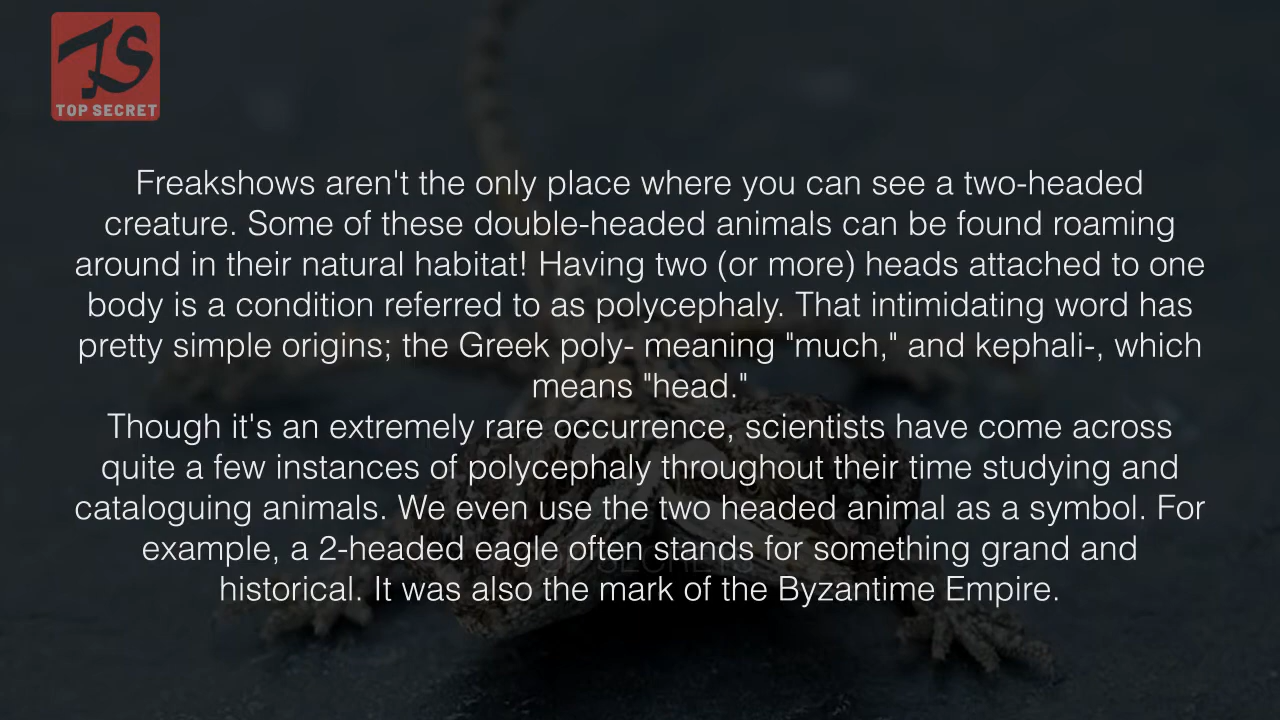 TS
TOP SECRET
Freakshows aren't the only place where you can see a two-headed
creature. Some of these double-headed animals can be found roaming
around in their natural habitat! Having two (or more) heads attached to one
body is a condition referred to as polycephaly. That intimidating word has
pretty simple origins; the Greek poly- meaning "much," and kephali-, which
means "head."
Though it's an extremely rare occurrence, scientists have come across
quite a few instances of polycephaly throughout their time studying and
cataloguing animals. We even use the two headed animal as a symbol. For
example, a 2-headed eagle often stands for something grand and
historical. It was also the mark of the Byzantime Empire.